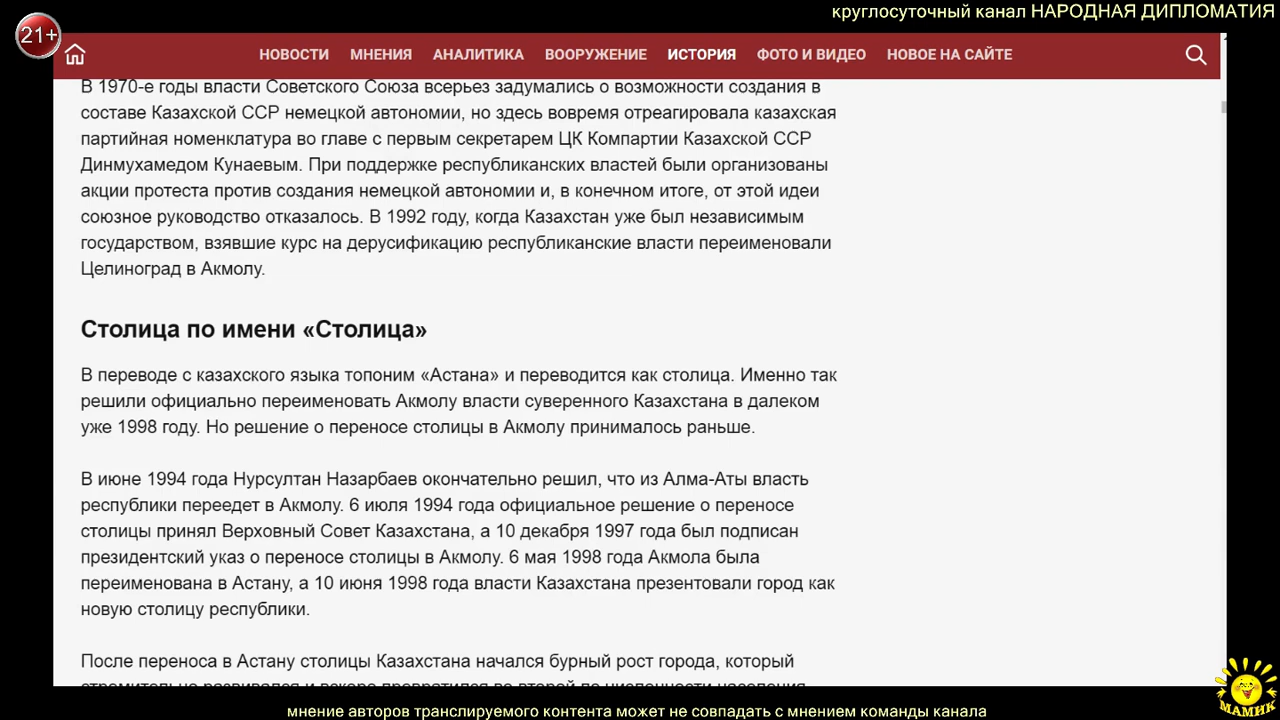 круглосуточный канал НАРОДНАЯ ДИПЛОМАТИЯ
21+
НОВОСТИ МНЕНИЯ АНАЛИТИКА ВООРУЖЕНИЕ ИСТОРИЯ ФОТО И ВИДЕО НОВОЕ НА САЙТЕ
В 1970-е годы власти Советского Союза всерьез задумались о возможности создания в
составе Казахской ССР немецкой автономии, но здесь вовремя отреагировала казахская
партийная номенклатура во главе с первым секретарем ЦК Компартии Казахской ССР
Динмухамедом Кунаевым. При поддержке республиканских властей были организованы
акции протеста против создания немецкой автономии и, в конечном итоге, от этой идеи
союзное руководство отказалось. В 1992 году, когда Казахстан уже был независимым
государством, взявшие курс на дерусификацию республиканские власти переименовали
Целиноград в Акмолу.
Столица по имени «Столица»
В переводе с казахского языка топоним «Астана» и переводится как столица. Именно так
решили официально переименовать Акмолу власти суверенного Казахстана в далеком
уже 1998 году. Но решение о переносе столицы в Акмолу принималось раньше.
В июне 1994 года Нурсултан Назарбаев окончательно решил, что из Алма-Аты власть
республики переедет в Акмолу. 6 июля 1994 года официальное решение о переносе
столицы принял Верховный Совет Казахстана, а 10 декабря 1997 года был подписан
президентский указ о переносе столицы в Акмолу. 6 мая 1998 года Акмола была
переименована в Астану, а 10 июня 1998 года власти Казахстана презентовали город как
новую столицу республики.
После переноса в Астану столицы Казахстана начался бурный рост города, который
МАМИК
мнение авторов транслируемого контента может не совпадать с мнением команды канала